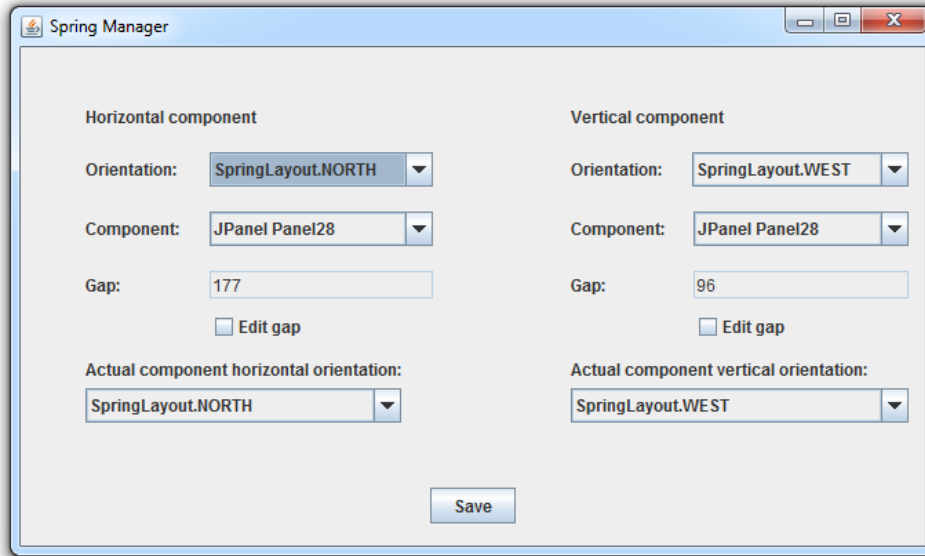 Spring Manager
Horizontal component
Vertical component
Orientation: SpringLayout.NORTH
Orientation: SpringLayout.WEST
Component: JPanel Panel28
Component: JPanel Panel28
Gap: 177
Gap: 96
Edit gap
Edit gap
Actual component horizontal orientation:
Actual component vertical orientation:
SpringLayout.NORTH
SpringLayout.WEST
Save